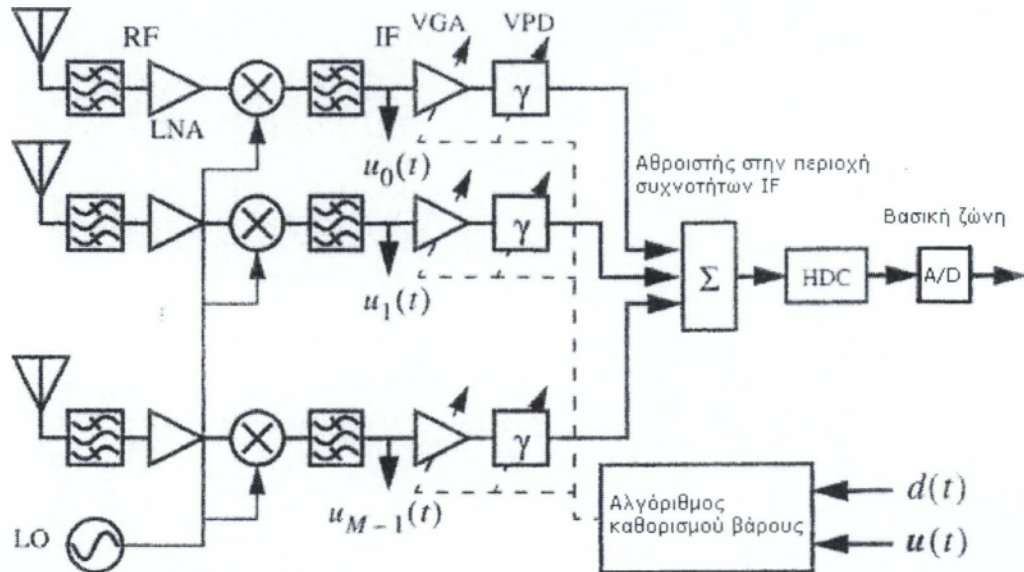 RF
IF
VGA
VPD
γ
LNA
u₀(t)
Αθροιστής στην περιοχή
συχνοτήτων IF
γ
Βασική ζώνη
Σ
HDC
A/D
u₁(t)
γ
u_{M-1}(t)
LO
Αλγόριθμος
καθορισμού βάρους
d(t)
u(t)